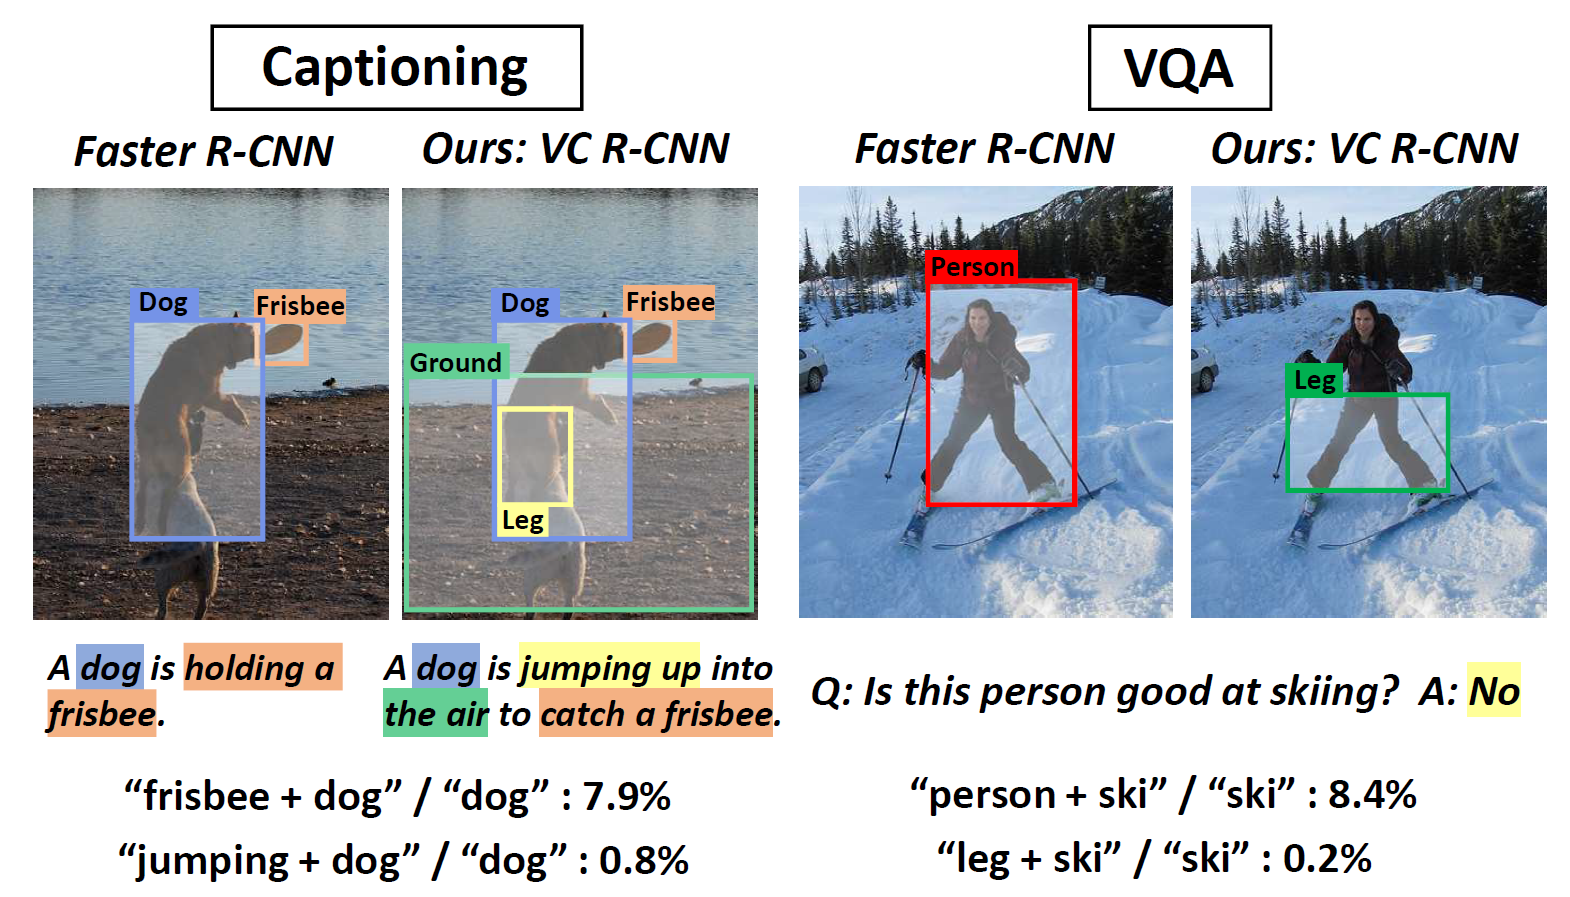 Captioning
Faster R-CNN
Ours: VC R-CNN
Dog
Frisbee
Dog
Frisbee
Ground
Leg
A dog is holding a
frisbee.
A dog is jumping up into
the air to catch a frisbee.
“frisbee + dog” / “dog” : 7.9%
“jumping + dog” / “dog” : 0.8%
VQA
Faster R-CNN
Ours: VC R-CNN
Person
Leg
Q: Is this person good at skiing? A: No
“person + ski” / “ski” : 8.4%
“leg + ski” / “ski” : 0.2%